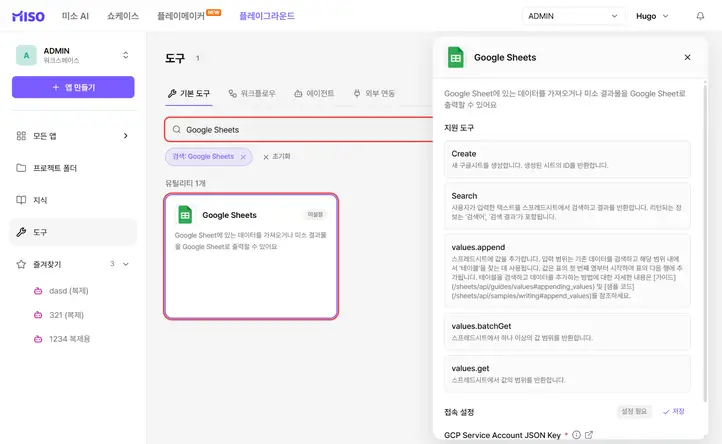 MISO
미소 AI
쇼케이스
플레이메이커 NEW
플레이그라운드
ADMIN
Hugo
A
ADMIN
워크스페이스
+ 앱 만들기
모든 앱
프로젝트 폴더
지식
도구
즐겨찾기 3
dasd (복제)
321 (복제)
1234 복제용
도구 1
기본 도구
워크플로우
에이전트
외부 연동
Google Sheets
검색: Google Sheets ×
× 초기화
유틸리티 1개
Google Sheets
미설정
Google Sheet에 있는 데이터를 가져오거나 미소 결과물
을 Google Sheet로 출력할 수 있어요
Google Sheets
Google Sheet에 있는 데이터를 가져오거나 미소 결과물을 Google Sheet로
출력할 수 있어요
지원 도구
Create
새 구글시트를 생성합니다. 생성된 시트의 ID를 반환합니다.
Search
사용자가 입력한 텍스트를 스프레드시트에서 검색하고 결과를 반환합니다. 리턴되는 정
보는 '검색어', '검색 결과'가 포함됩니다.
values.append
스프레드시트에 값을 추가합니다. 입력 범위는 기존 데이터를 검색하고 해당 범위 내에
서 '테이블'을 찾는 데 사용됩니다. 값은 표의 첫 번째 열부터 시작하여 표의 다음 행에 추
가됩니다. 테이블을 검색하고 데이터를 추가하는 방법에 대한 자세한 내용은 [가이드]
(/sheets/api/guides/values#appending_values) 및 [샘플 코드]
(/sheets/api/samples/writing#append_values)를 참조하세요.
values.batchGet
스프레드시트에서 하나 이상의 값 범위를 반환합니다.
values.get
스프레드시트에서 값의 범위를 반환합니다.
접속 설정
설정 필요
저장
GCP Service Account JSON Key *